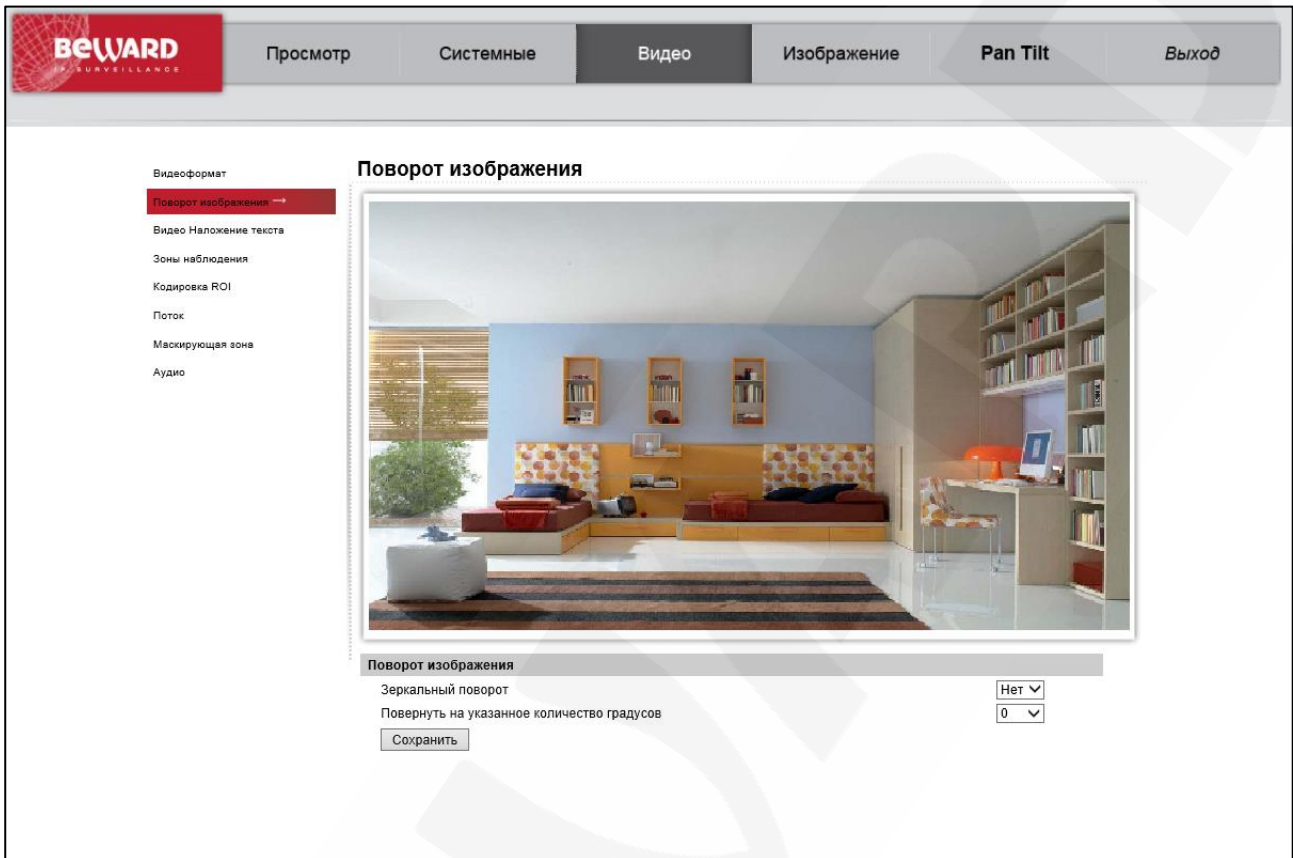 BEWARD
IP SURVEILLANCE
Просмотр
Системные
Видео
Изображение
Pan Tilt
Выход
Видеоформат
Поворот изображения →
Видео Наложение текста
Зоны наблюдения
Кодировка ROI
Поток
Маскирующая зона
Аудио
Поворот изображения
Поворот изображения
Зеркальный поворот
Нет
Повернуть на указанное количество градусов
0
Сохранить